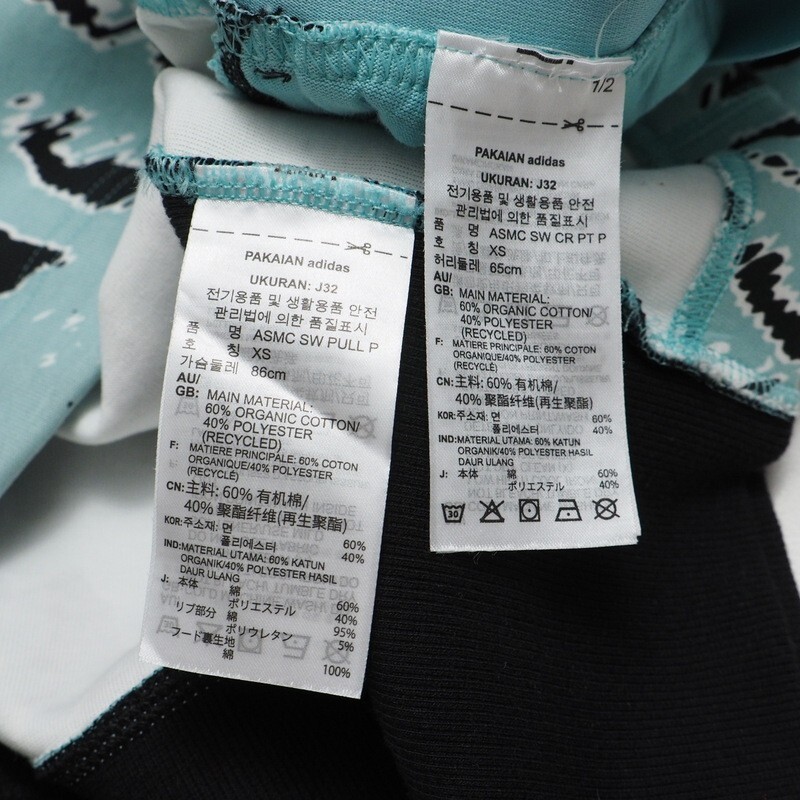 PAKAIAN adidas
UKURAN: J32
전기용품 및 생활용품 안전
관리법에 의한 품질표시
품 명 ASMC SW PULL P
호 칭 XS
가슴둘레 86cm
AU/
GB: MAIN MATERIAL:
60% ORGANIC COTTON/
40% POLYESTER
(RECYCLED)
F: MATIERE PRINCIPALE: 60% COTON
ORGANIQUE/40% POLYESTER
(RECYCLÉ)
CN: 主料: 60% 有机棉/
40% 聚酯纤维(再生聚酯)
KOR: 주소재: 면 60%
폴리에스터 40%
IND: MATERIAL UTAMA: 60% KATUN
ORGANIK/40% POLYESTER HASIL
DAUR ULANG
J: 本体 綿 60%
ポリエステル 40%
リブ部分 綿 95%
ポリウレタン 5%
フード裏生地
綿 100%
1/2
PAKAIAN adidas
UKURAN: J32
전기용품 및 생활용품 안전
관리법에 의한 품질표시
품 명 ASMC SW CR PT P
호 칭 XS
허리둘레 65cm
AU/
GB: MAIN MATERIAL:
60% ORGANIC COTTON/
40% POLYESTER
(RECYCLED)
F: MATIERE PRINCIPALE: 60% COTON
ORGANIQUE/40% POLYESTER
(RECYCLÉ)
CN: 主料: 60% 有机棉/
40% 聚酯纤维(再生聚酯)
KOR: 주소재: 면 60%
폴리에스터 40%
IND: MATERIAL UTAMA: 60% KATUN
ORGANIK/40% POLYESTER HASIL
DAUR ULANG
J: 本体 綿 60%
ポリエステル 40%
30